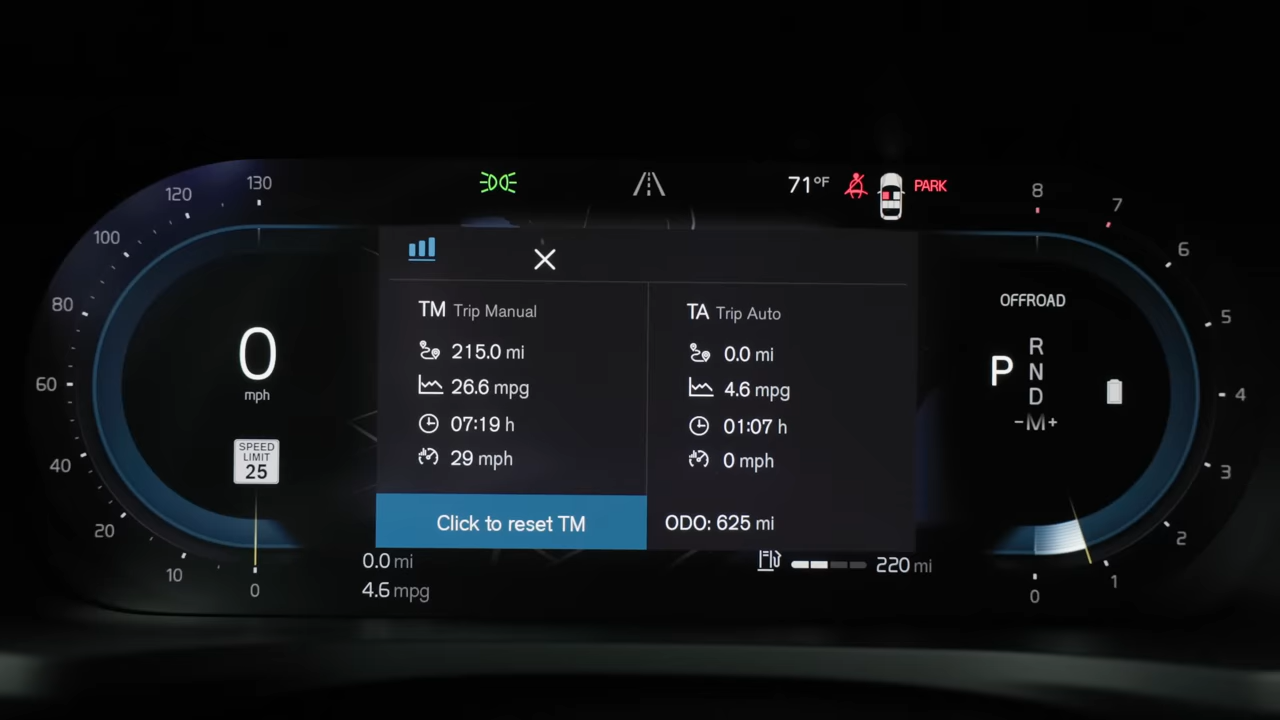 130
120
100
80
60
40
20
10
0
0
mph
SPEED
LIMIT
25
71°F
PARK
TM Trip Manual
215.0 mi
26.6 mpg
07:19 h
29 mph
Click to reset TM
TA Trip Auto
0.0 mi
4.6 mpg
01:07 h
0 mph
ODO: 625 mi
0.0 mi
4.6 mpg
220 mi
OFFROAD
P
R
N
D
-M+
8
7
6
5
4
3
2
1
0